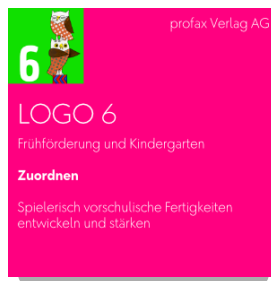 profax Verlag AG
6
LOGO 6
Frühförderung und Kindergarten
Zuordnen
Spielerisch vorschulische Fertigkeiten
entwickeln und stärken